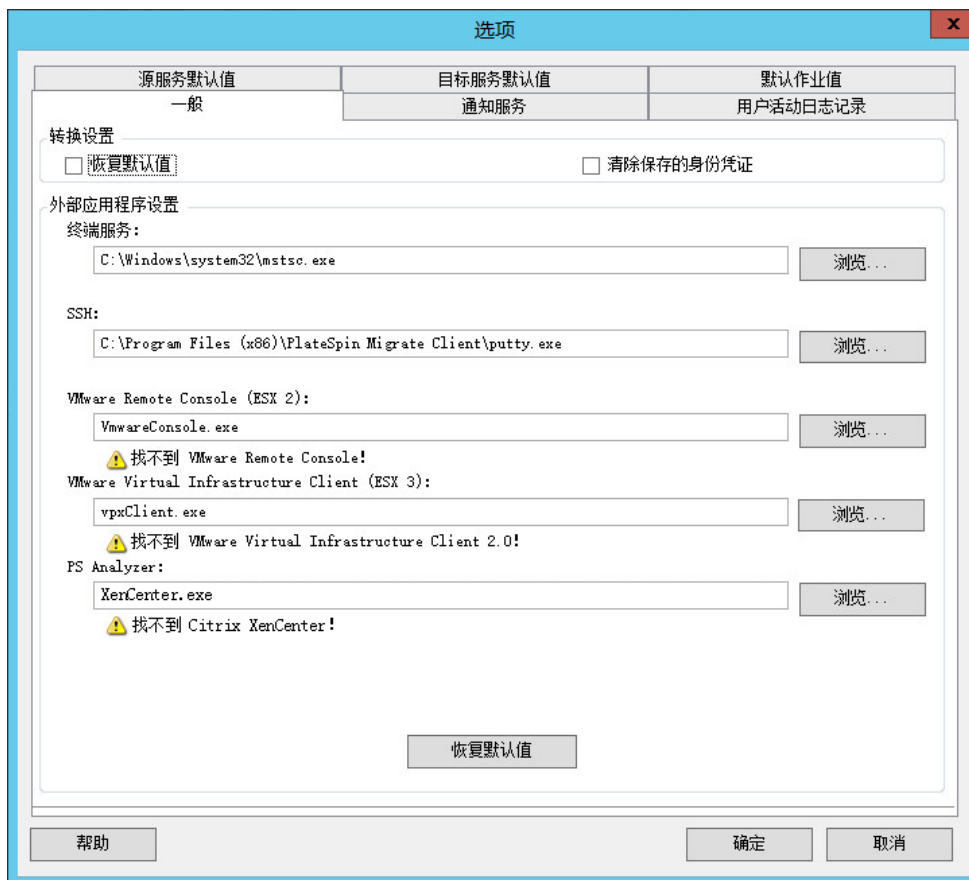 选项
x
源服务默认值 目标服务默认值 默认作业值
一般 通知服务 用户活动日志记录
转换设置
恢复默认值 清除保存的身份凭证
外部应用程序设置
终端服务:
C:\Windows\system32\mstsc.exe 浏览...
SSH:
C:\Program Files (x86)\PlateSpin Migrate Client\putty.exe 浏览...
VMware Remote Console (ESX 2):
VmwareConsole.exe 浏览...
找不到 VMware Remote Console!
VMware Virtual Infrastructure Client (ESX 3):
vpxClient.exe 浏览...
找不到 VMware Virtual Infrastructure Client 2.0!
PS Analyzer:
XenCenter.exe 浏览...
找不到 Citrix XenCenter!
恢复默认值
帮助 确定 取消